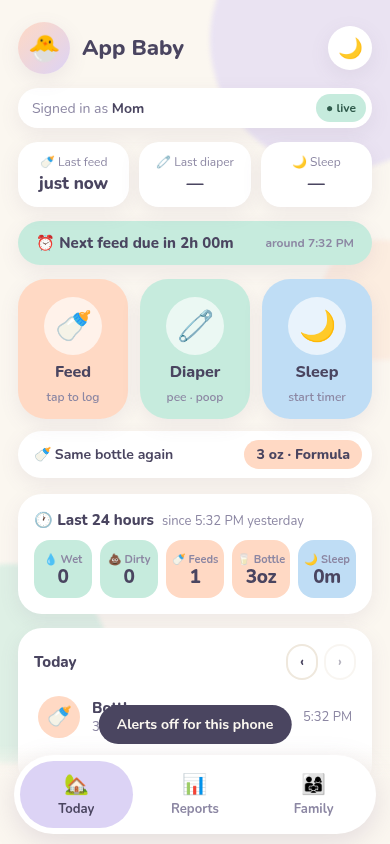 App Baby
Signed in as Mom
• live
Last feed
just now
Last diaper
—
Sleep
—
Next feed due in 2h 00m
around 7:32 PM
Feed
tap to log
Diaper
pee · poop
Sleep
start timer
Same bottle again
3 oz · Formula
Last 24 hours since 5:32 PM yesterday
Wet
0
Dirty
0
Feeds
1
Bottle
3oz
Sleep
0m
Today
‹
›
5:32 PM
Alerts off for this phone
Today
Reports
Family